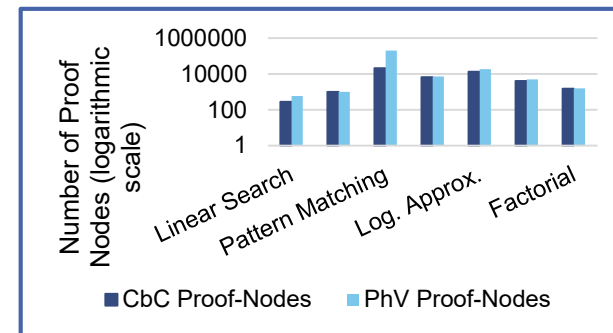 Number of Proof
Nodes (logarithmic
scale)
1000000
10000
100
1
Linear Search
Pattern Matching
Log. Approx.
Factorial
CbC Proof-Nodes
PhV Proof-Nodes